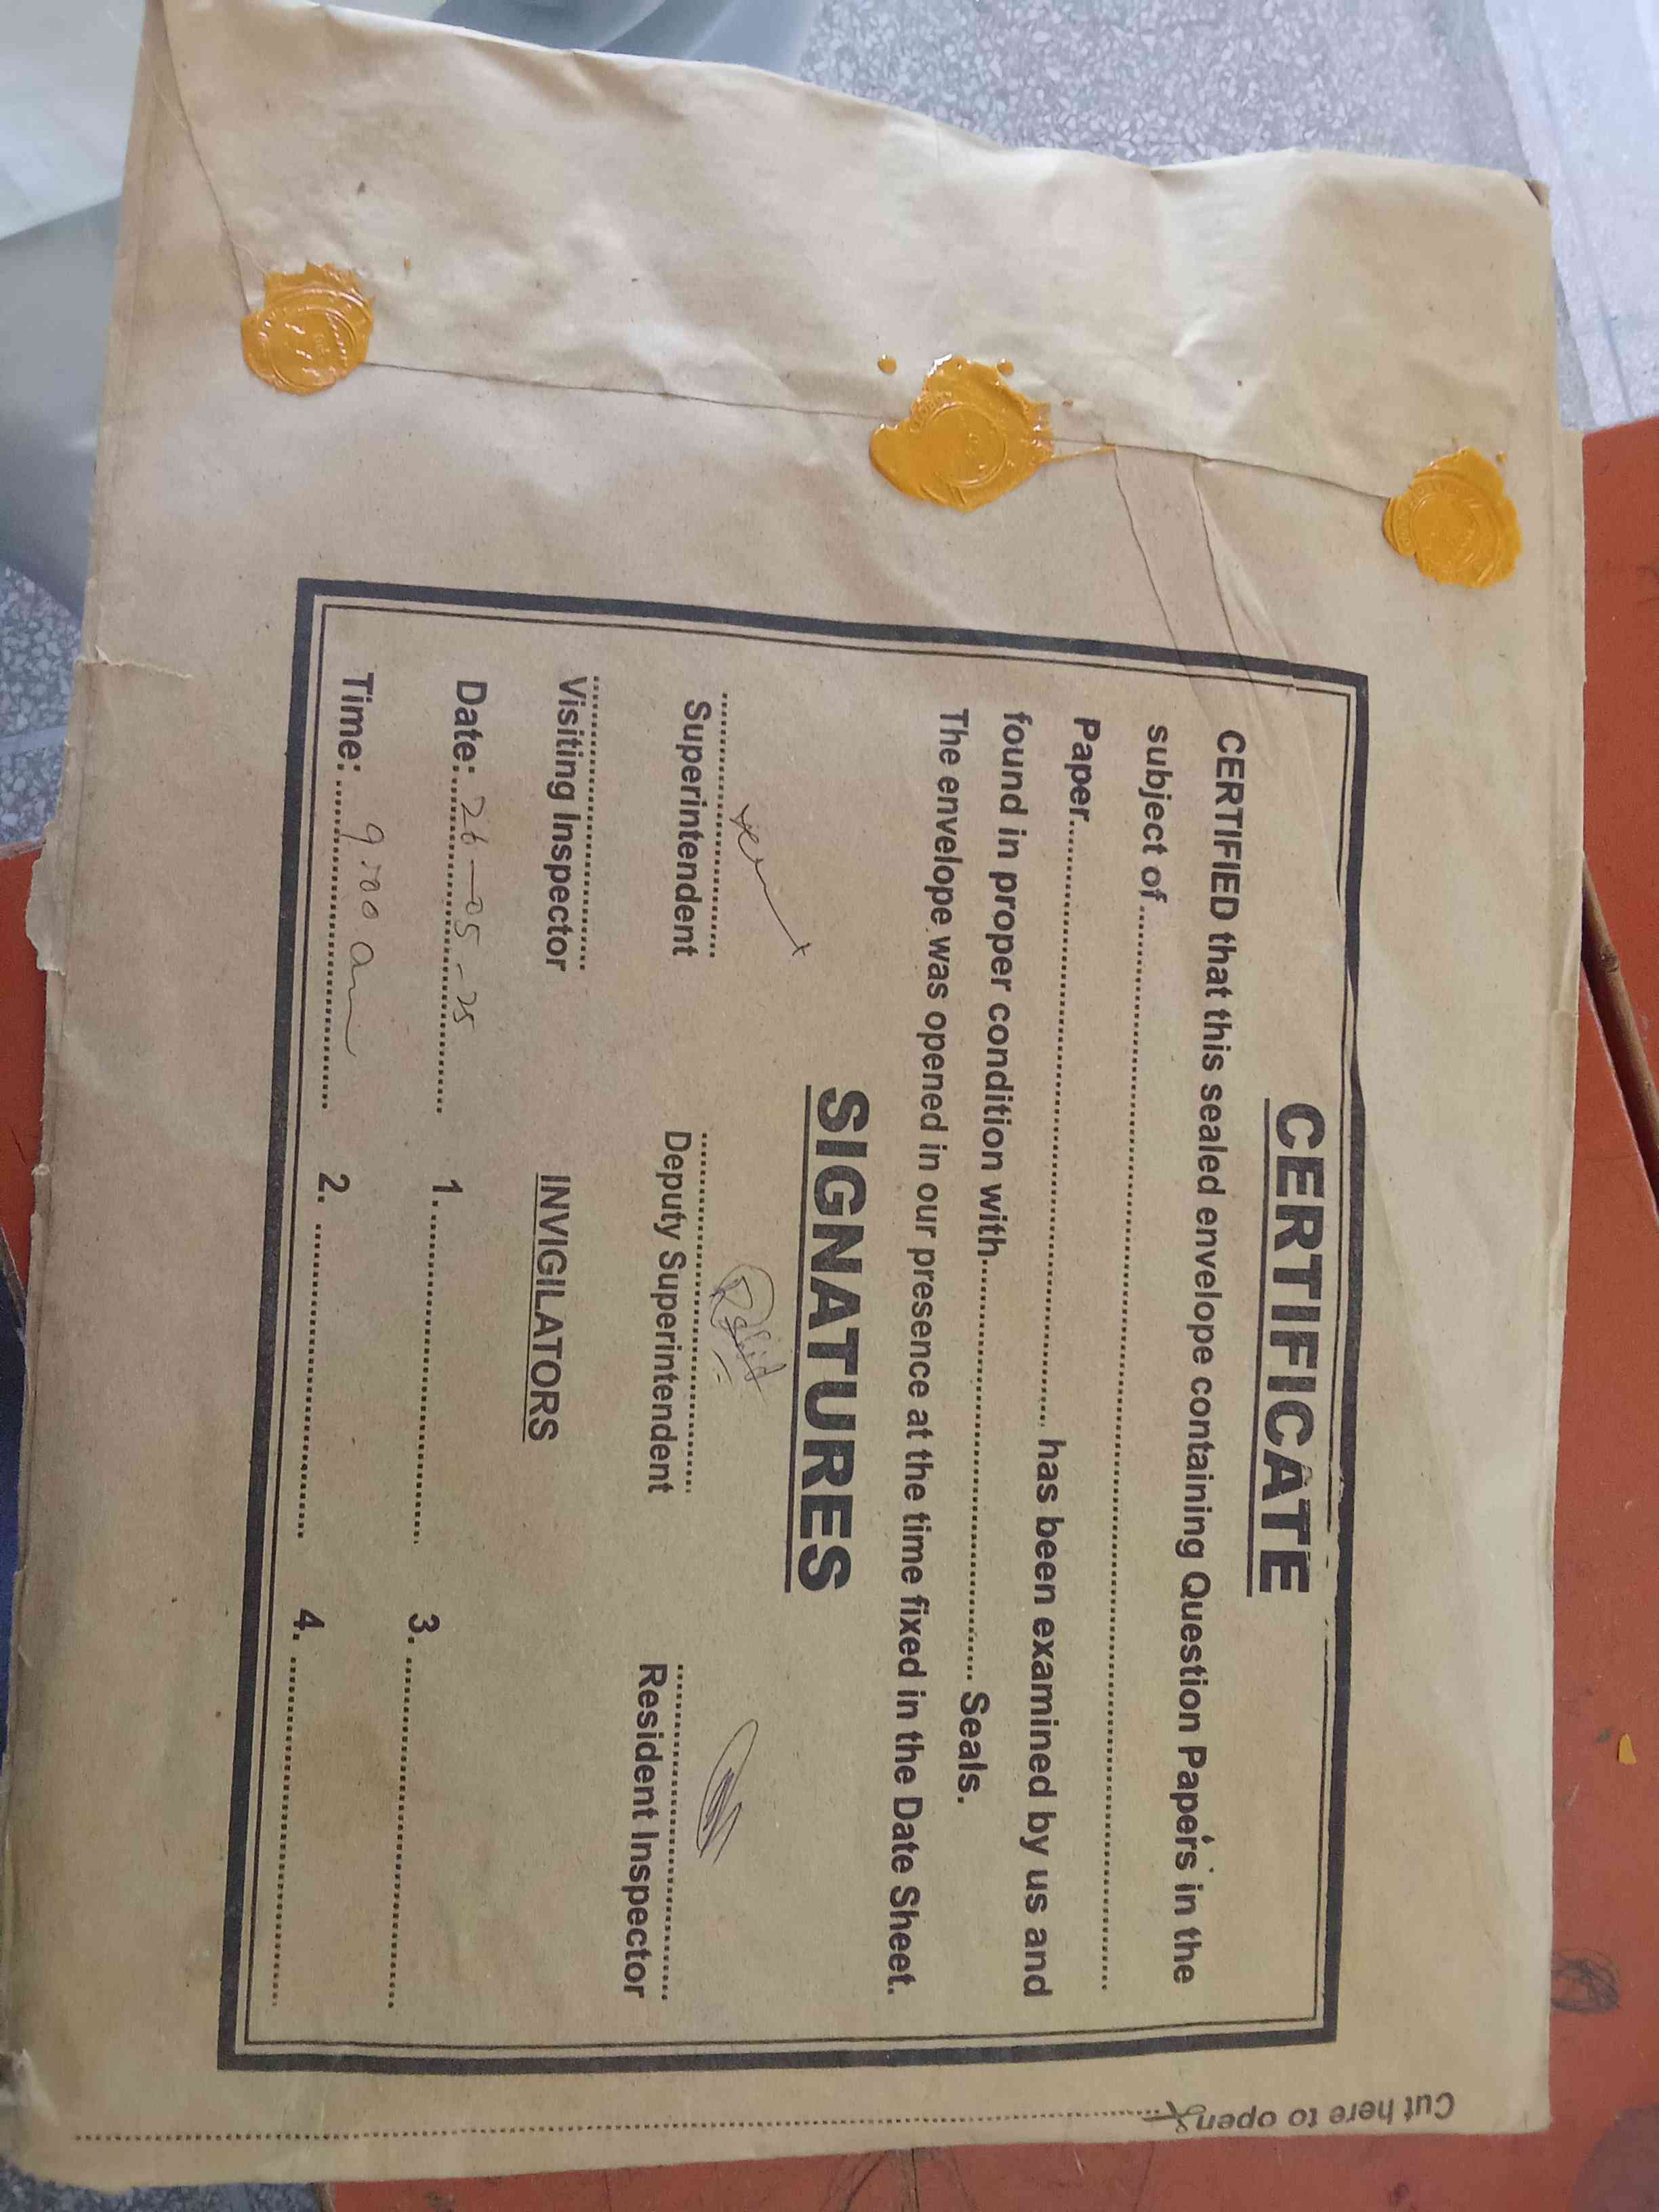 CERTIFICATE
CERTIFIED that this sealed envelope containing Question Papers in the
subject of........................................................................
Paper................................................ has been examined by us and
found in proper condition with........................................ Seals.
The envelope was opened in our presence at the time fixed in the Date Sheet.
SIGNATURES
Superintendent Deputy Superintendent Resident Inspector
Visiting Inspector INVIGILATORS
Date: 26-05-25 1. 3.
Time: 9:00 am 2. 4.
Cut here to open